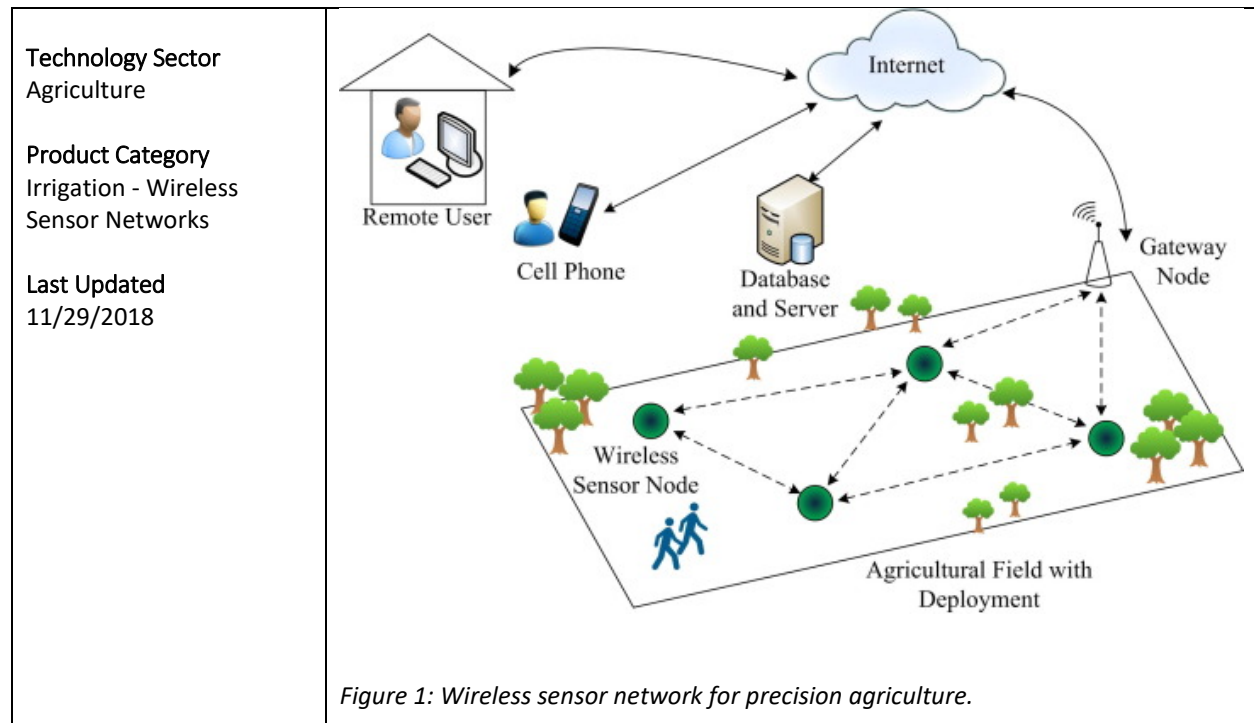 Technology Sector
Agriculture
Product Category
Irrigation - Wireless
Sensor Networks
Last Updated
11/29/2018
Internet
Remote User
Cell Phone
Database
and Server
Gateway
Node
Wireless
Sensor Node
Agricultural Field with
Deployment
Figure 1: Wireless sensor network for precision agriculture.